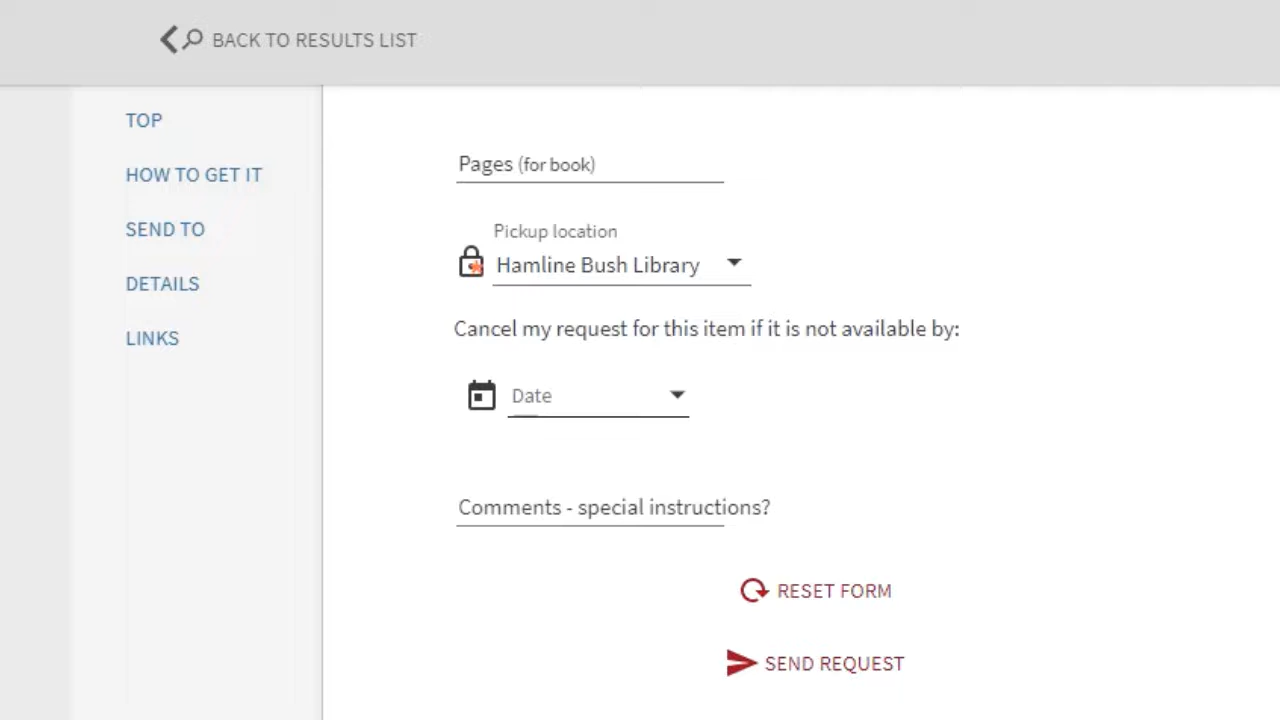 BACK TO RESULTS LIST
TOP
HOW TO GET IT
SEND TO
DETAILS
LINKS
Pages (for book)
Pickup location
Hamline Bush Library
Cancel my request for this item if it is not available by:
Date
Comments - special instructions?
RESET FORM
SEND REQUEST